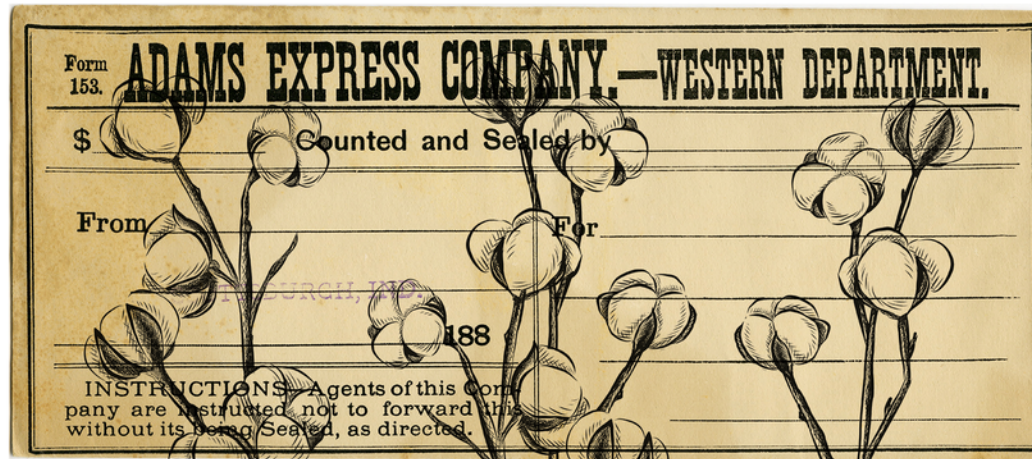 Form
153.
ADAMS EXPRESS COMPANY.—WESTERN DEPARTMENT.
$ Counted and Sealed by
From For
IND.
188
INSTRUCTIONS—Agents of this Com-
pany are instructed not to forward this
without its being Sealed, as directed.